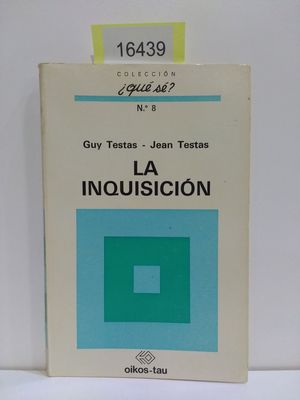 16439
COLECCIÓN
¿qué sé?
N.º 8
Guy Testas - Jean Testas
LA
INQUISICIÓN
oikos-tau